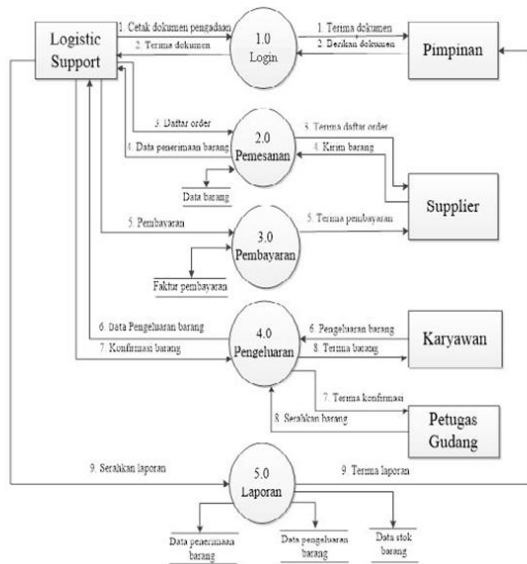 Logistic
Support
1. Cetak dokumen pengadaan
2. Terima dokumen
1.0
Login
1. Terima dokumen
2. Berikan dokumen
Pimpinan
3. Daftar order
4. Data penerimaan barang
2.0
Pemesanan
3. Terima daftar order
4. Kirim barang
Data barang
Supplier
5. Pembayaran
3.0
Pembayaran
5. Terima pembayaran
Faktur pembayaran
6. Data Pengeluaran barang
7. Konfirmasi barang
4.0
Pengeluaran
6. Pengeluaran barang
8. Terima barang
Karyawan
7. Terima konfirmasi
8. Serahkan barang
Petugas
Gudang
9. Serahkan laporan
5.0
Laporan
9. Terima laporan
Data penerimaan
barang
Data pengeluaran
barang
Data stok
barang